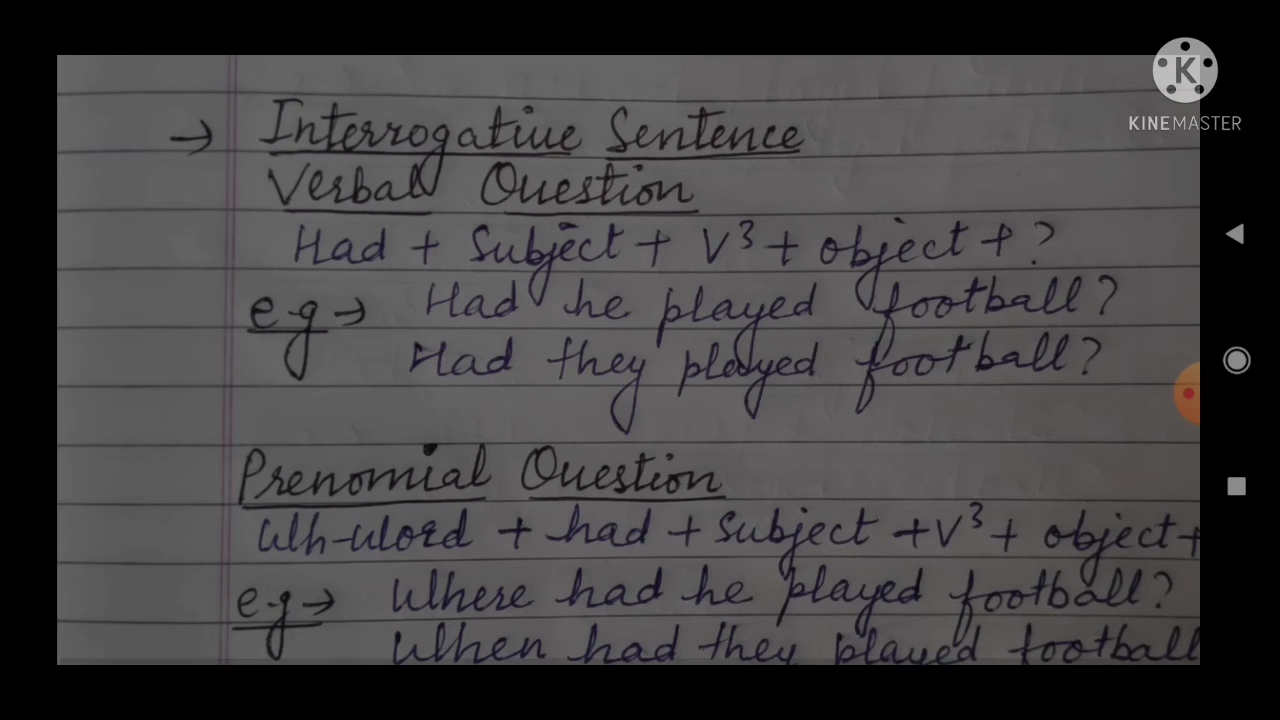 KINEMASTER
→ Interrogative Sentence
Verbal Question
Had + Subject + V³ + object + ?
e.g → Had he played football?
Had they played football?
Prenomial Question
Wh-Word + had + Subject + V³ + object +
e.g → Where had he played football?
When had they played football